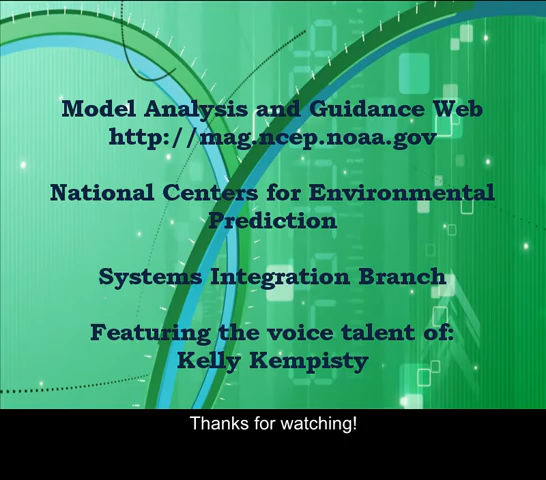 Model Analysis and Guidance Web
http://mag.ncep.noaa.gov
National Centers for Environmental
Prediction
Systems Integration Branch
Featuring the voice talent of:
Kelly Kempisty
Thanks for watching!